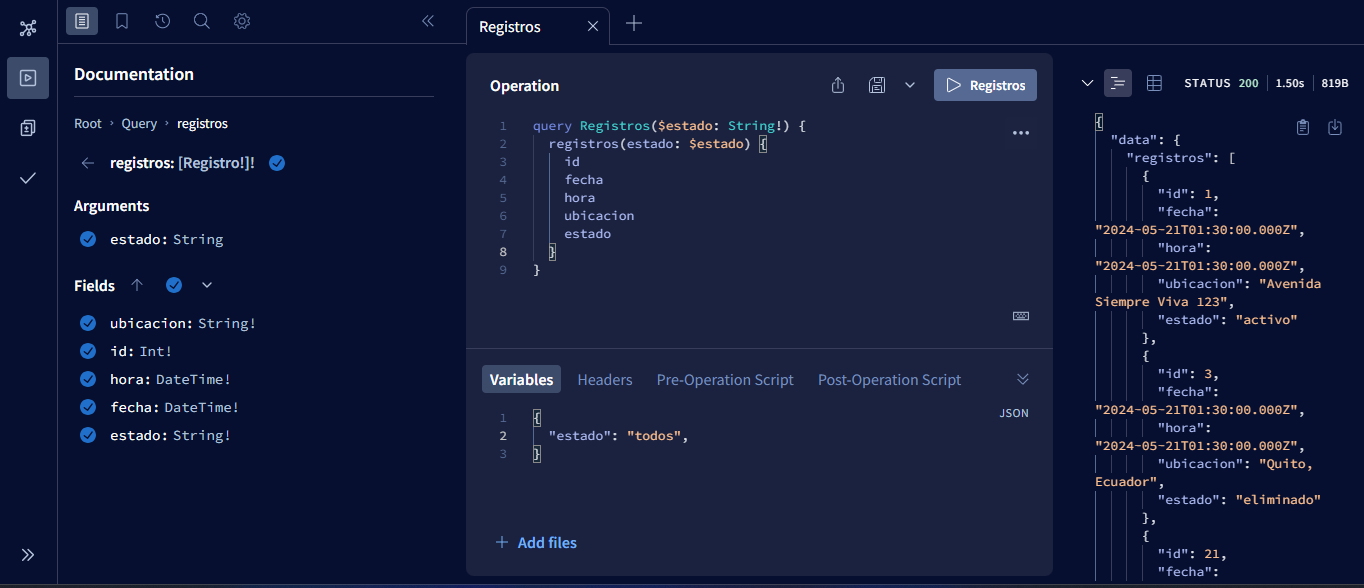 Documentation
Root › Query › registros
registros: [Registro!]!
Arguments
estado: String
Fields
ubicacion: String!
id: Int!
hora: DateTime!
fecha: DateTime!
estado: String!
Registros
Operation
Registros
1 query Registros($estado: String!) {
2 registros(estado: $estado) {
3 id
4 fecha
5 hora
6 ubicacion
7 estado
8 }
9 }
Variables Headers Pre-Operation Script Post-Operation Script
JSON
1 {
2 "estado": "todos",
3 }
+ Add files
STATUS 200 1.50s 819B
{
"data": {
"registros": [
{
"id": 1,
"fecha":
"2024-05-21T01:30:00.000Z",
"hora":
"2024-05-21T01:30:00.000Z",
"ubicacion": "Avenida
Siempre Viva 123",
"estado": "activo"
},
{
"id": 3,
"fecha":
"2024-05-21T01:30:00.000Z",
"hora":
"2024-05-21T01:30:00.000Z",
"ubicacion": "Quito,
Ecuador",
"estado": "eliminado"
},
{
"id": 21,
"fecha":